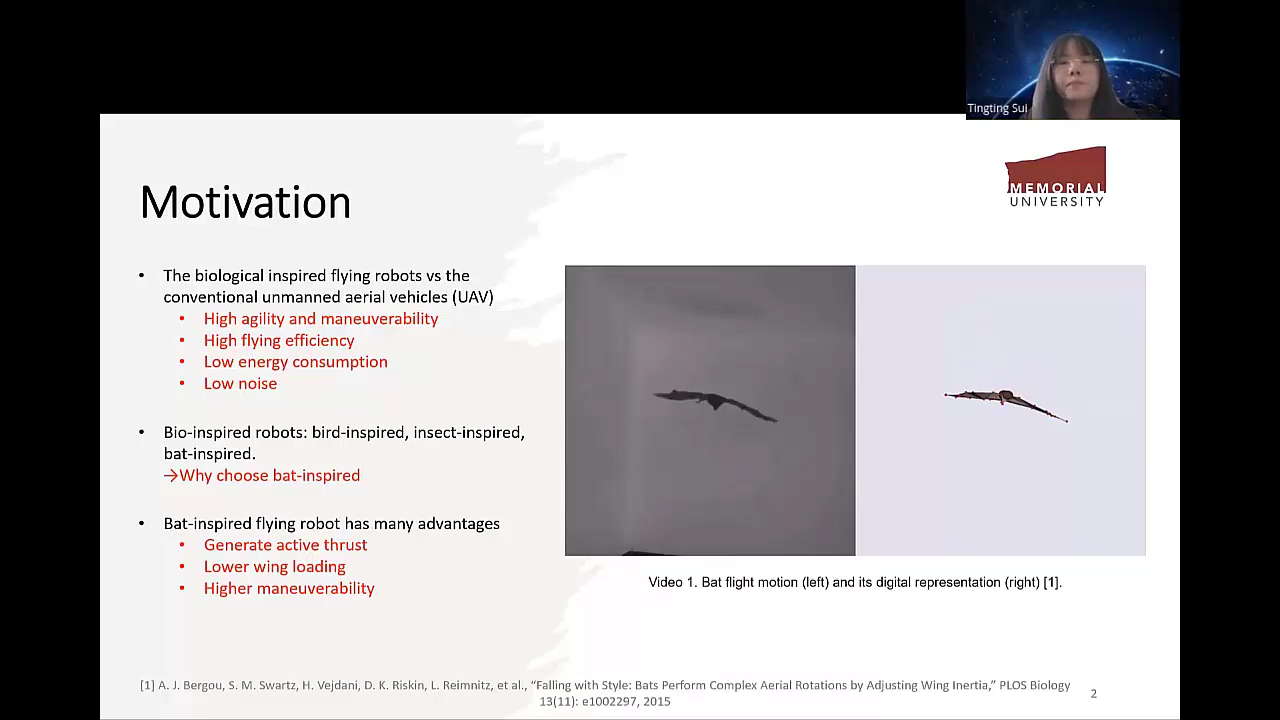 Tingting Sui
MEMORIAL
UNIVERSITY
Motivation
• The biological inspired flying robots vs the
conventional unmanned aerial vehicles (UAV)
• High agility and maneuverability
• High flying efficiency
• Low energy consumption
• Low noise
• Bio-inspired robots: bird-inspired, insect-inspired,
bat-inspired.
→Why choose bat-inspired
• Bat-inspired flying robot has many advantages
• Generate active thrust
• Lower wing loading
• Higher maneuverability
Video 1. Bat flight motion (left) and its digital representation (right) [1].
[1] A. J. Bergou, S. M. Swartz, H. Vejdani, D. K. Riskin, L. Reimnitz, et al., “Falling with Style: Bats Perform Complex Aerial Rotations by Adjusting Wing Inertia,” PLOS Biology
13(11): e1002297, 2015
2